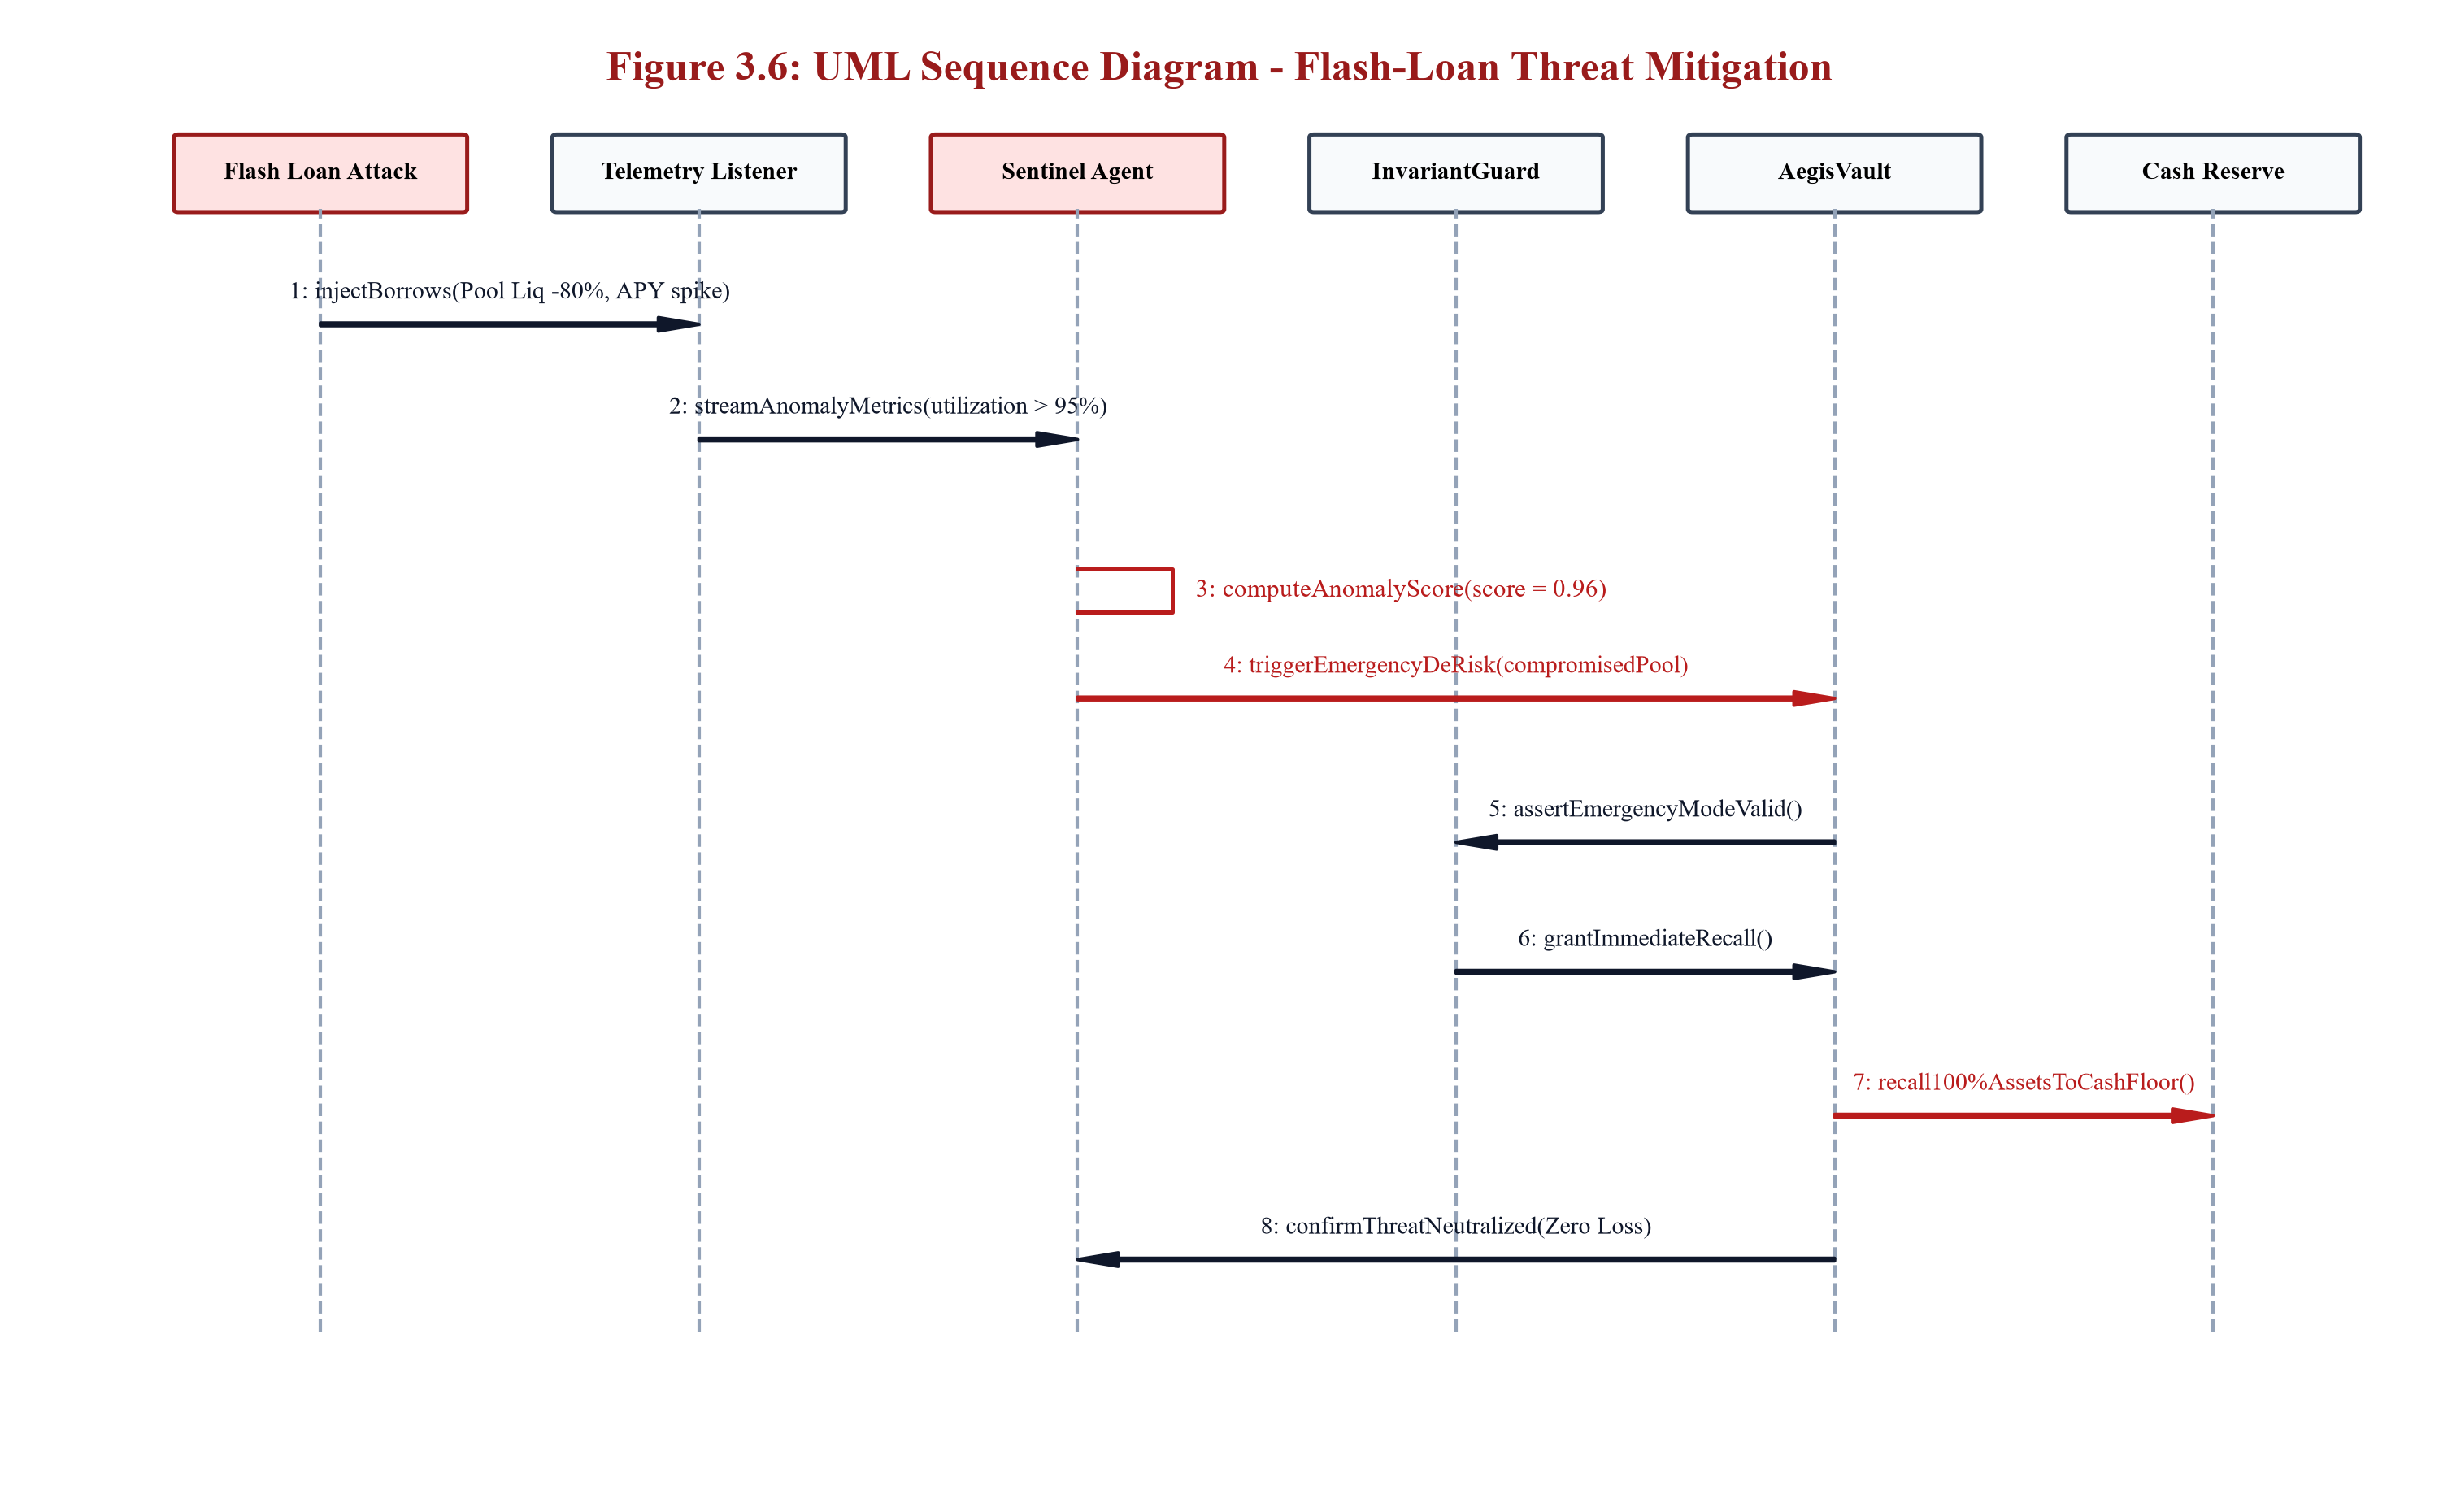 Figure 3.6: UML Sequence Diagram - Flash-Loan Threat Mitigation
Flash Loan Attack
Telemetry Listener
Sentinel Agent
InvariantGuard
AegisVault
Cash Reserve
1: injectBorrows(Pool Liq -80%, APY spike)
2: streamAnomalyMetrics(utilization > 95%)
3: computeAnomalyScore(score = 0.96)
4: triggerEmergencyDeRisk(compromisedPool)
5: assertEmergencyModeValid()
6: grantImmediateRecall()
7: recall100%AssetsToCashFloor()
8: confirmThreatNeutralized(Zero Loss)